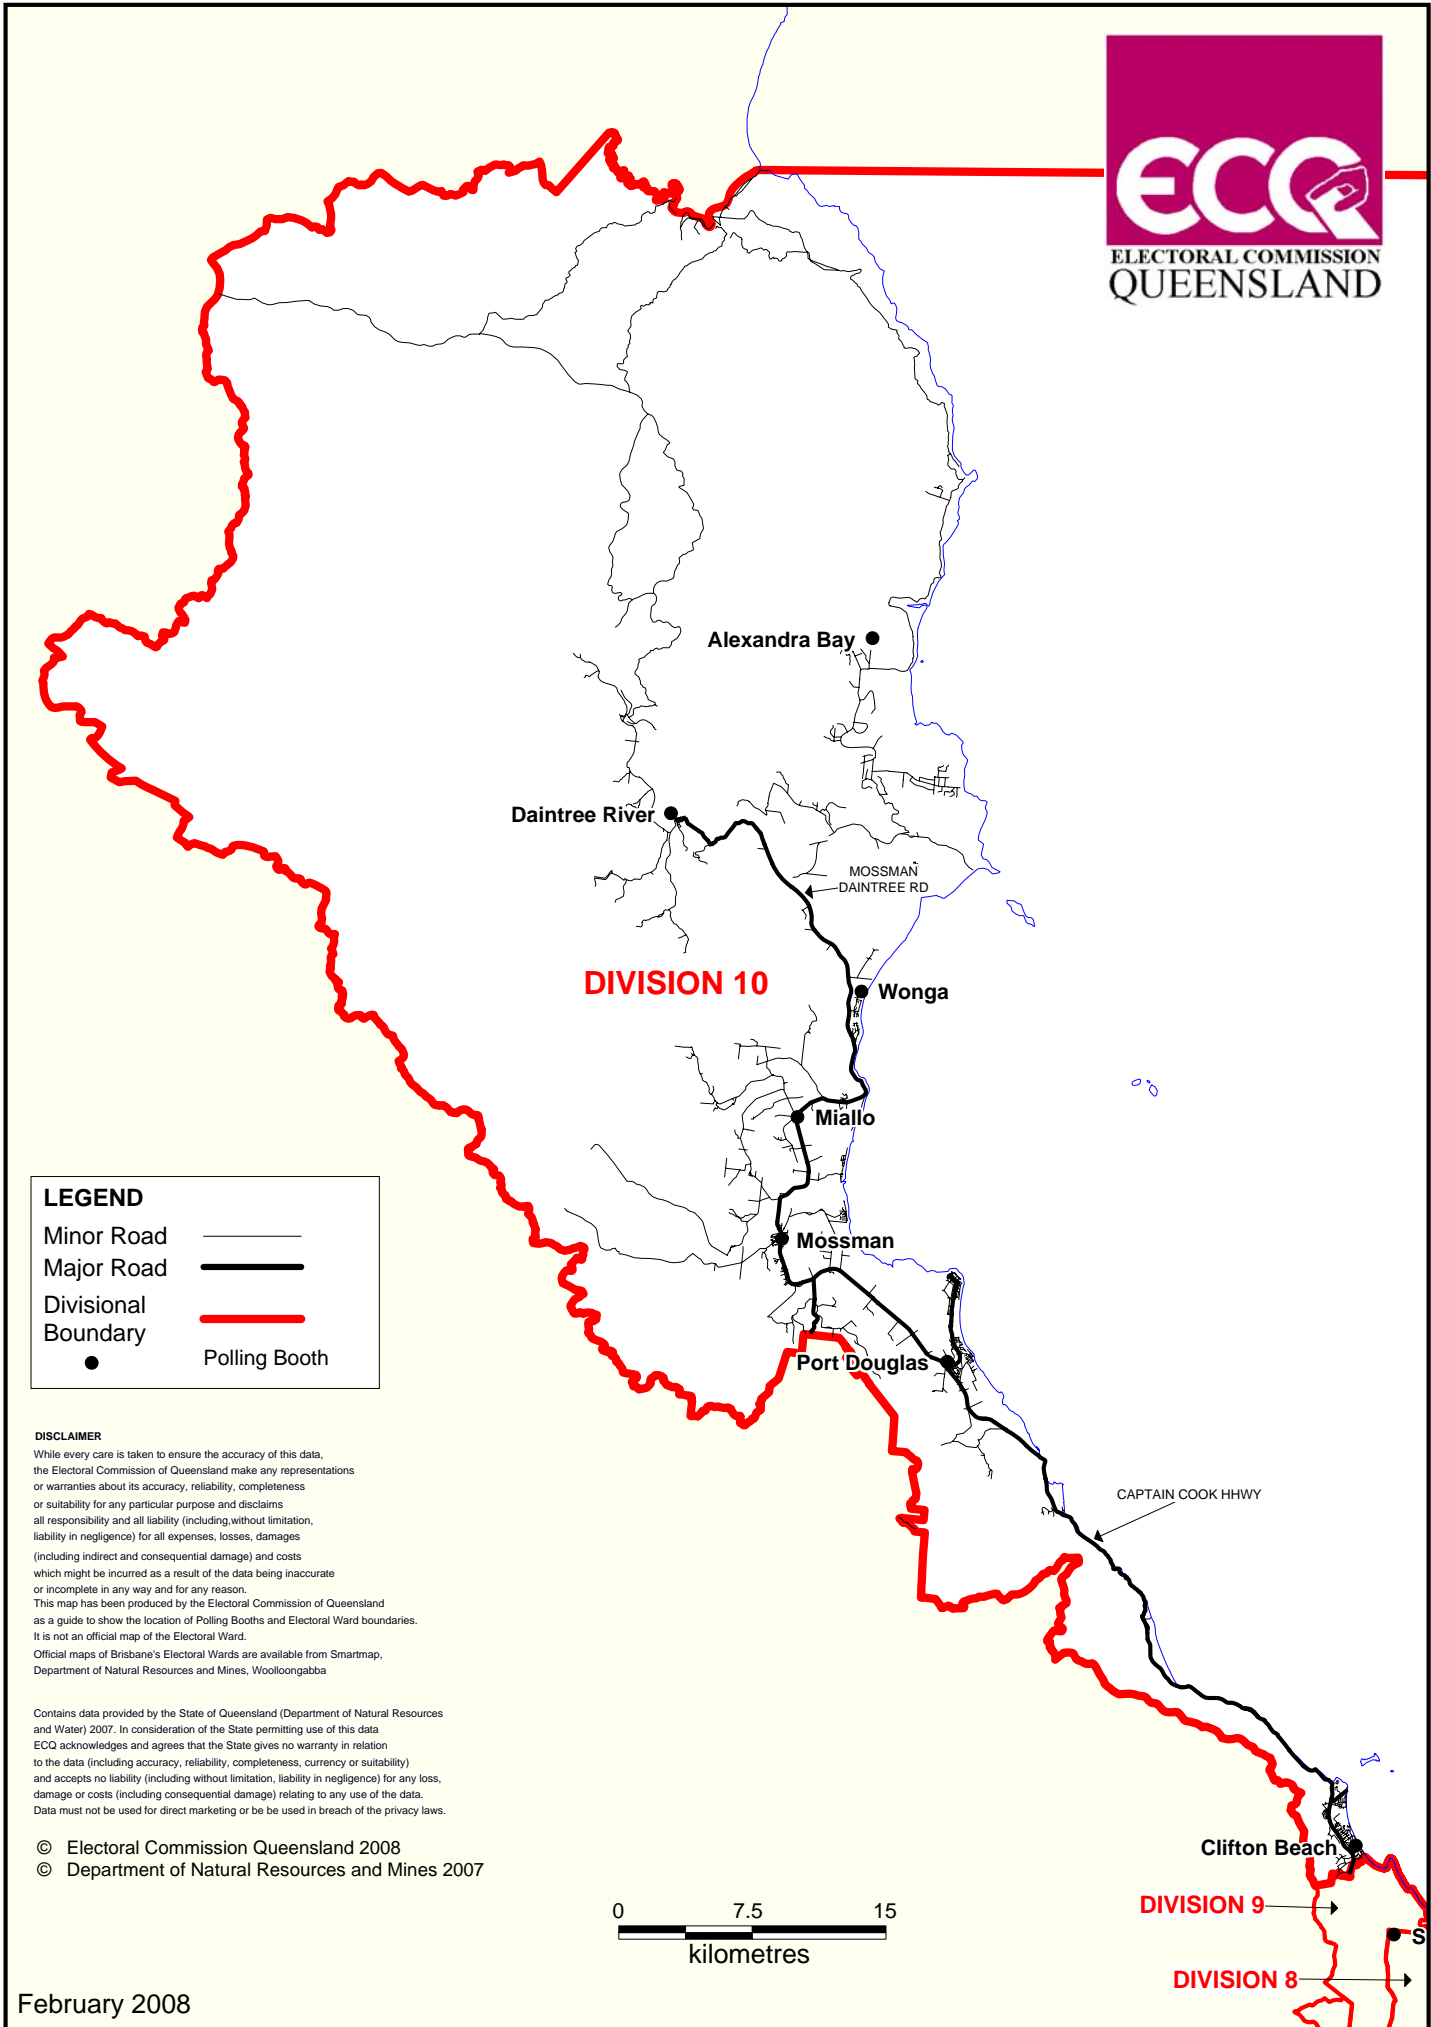 ECQ
ELECTORAL COMMISSION
QUEENSLAND
Alexandra Bay
Daintree River
MOSSMAN
DAINTREE RD
DIVISION 10
Wonga
Miallo
Mossman
Port Douglas
CAPTAIN COOK HHWY
Clifton Beach
DIVISION 9
S
DIVISION 8
LEGEND
Minor Road
Major Road
Divisional
Boundary
Polling Booth
DISCLAIMER
While every care is taken to ensure the accuracy of this data,
the Electoral Commission of Queensland make any representations
or warranties about its accuracy, reliability, completeness
or suitability for any particular purpose and disclaims
all responsibility and all liability (including,without limitation,
liability in negligence) for all expenses, losses, damages
(including indirect and consequential damage) and costs
which might be incurred as a result of the data being inaccurate
or incomplete in any way and for any reason.
This map has been produced by the Electoral Commission of Queensland
as a guide to show the location of Polling Booths and Electoral Ward boundaries.
It is not an official map of the Electoral Ward.
Official maps of Brisbane's Electoral Wards are available from Smartmap,
Department of Natural Resources and Mines, Woolloongabba
Contains data provided by the State of Queensland (Department of Natural Resources
and Water) 2007. In consideration of the State permitting use of this data
ECQ acknowledges and agrees that the State gives no warranty in relation
to the data (including accuracy, reliability, completeness, currency or suitability)
and accepts no liability (including without limitation, liability in negligence) for any loss,
damage or costs (including consequential damage) relating to any use of the data.
Data must not be used for direct marketing or be be used in breach of the privacy laws.
© Electoral Commission Queensland 2008
© Department of Natural Resources and Mines 2007
0 7.5 15
kilometres
February 2008